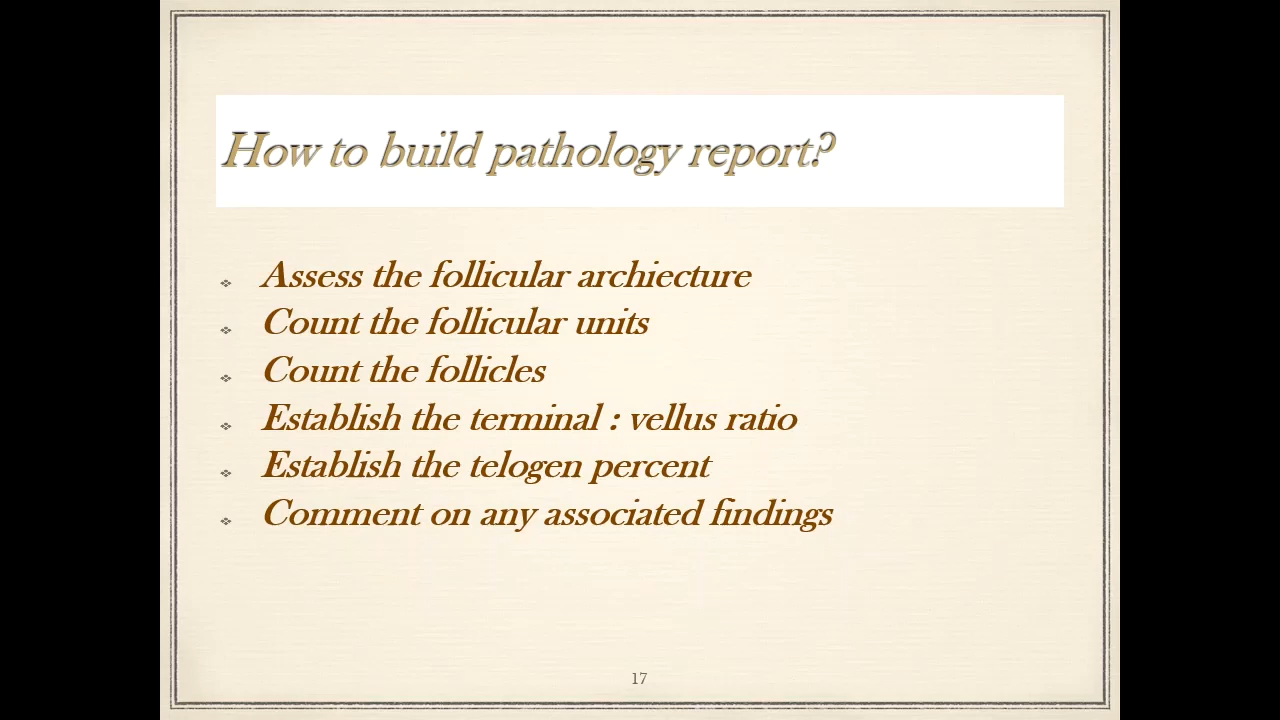 How to build pathology report?
Assess the follicular archiecture
Count the follicular units
Count the follicles
Establish the terminal : vellus ratio
Establish the telogen percent
Comment on any associated findings
17